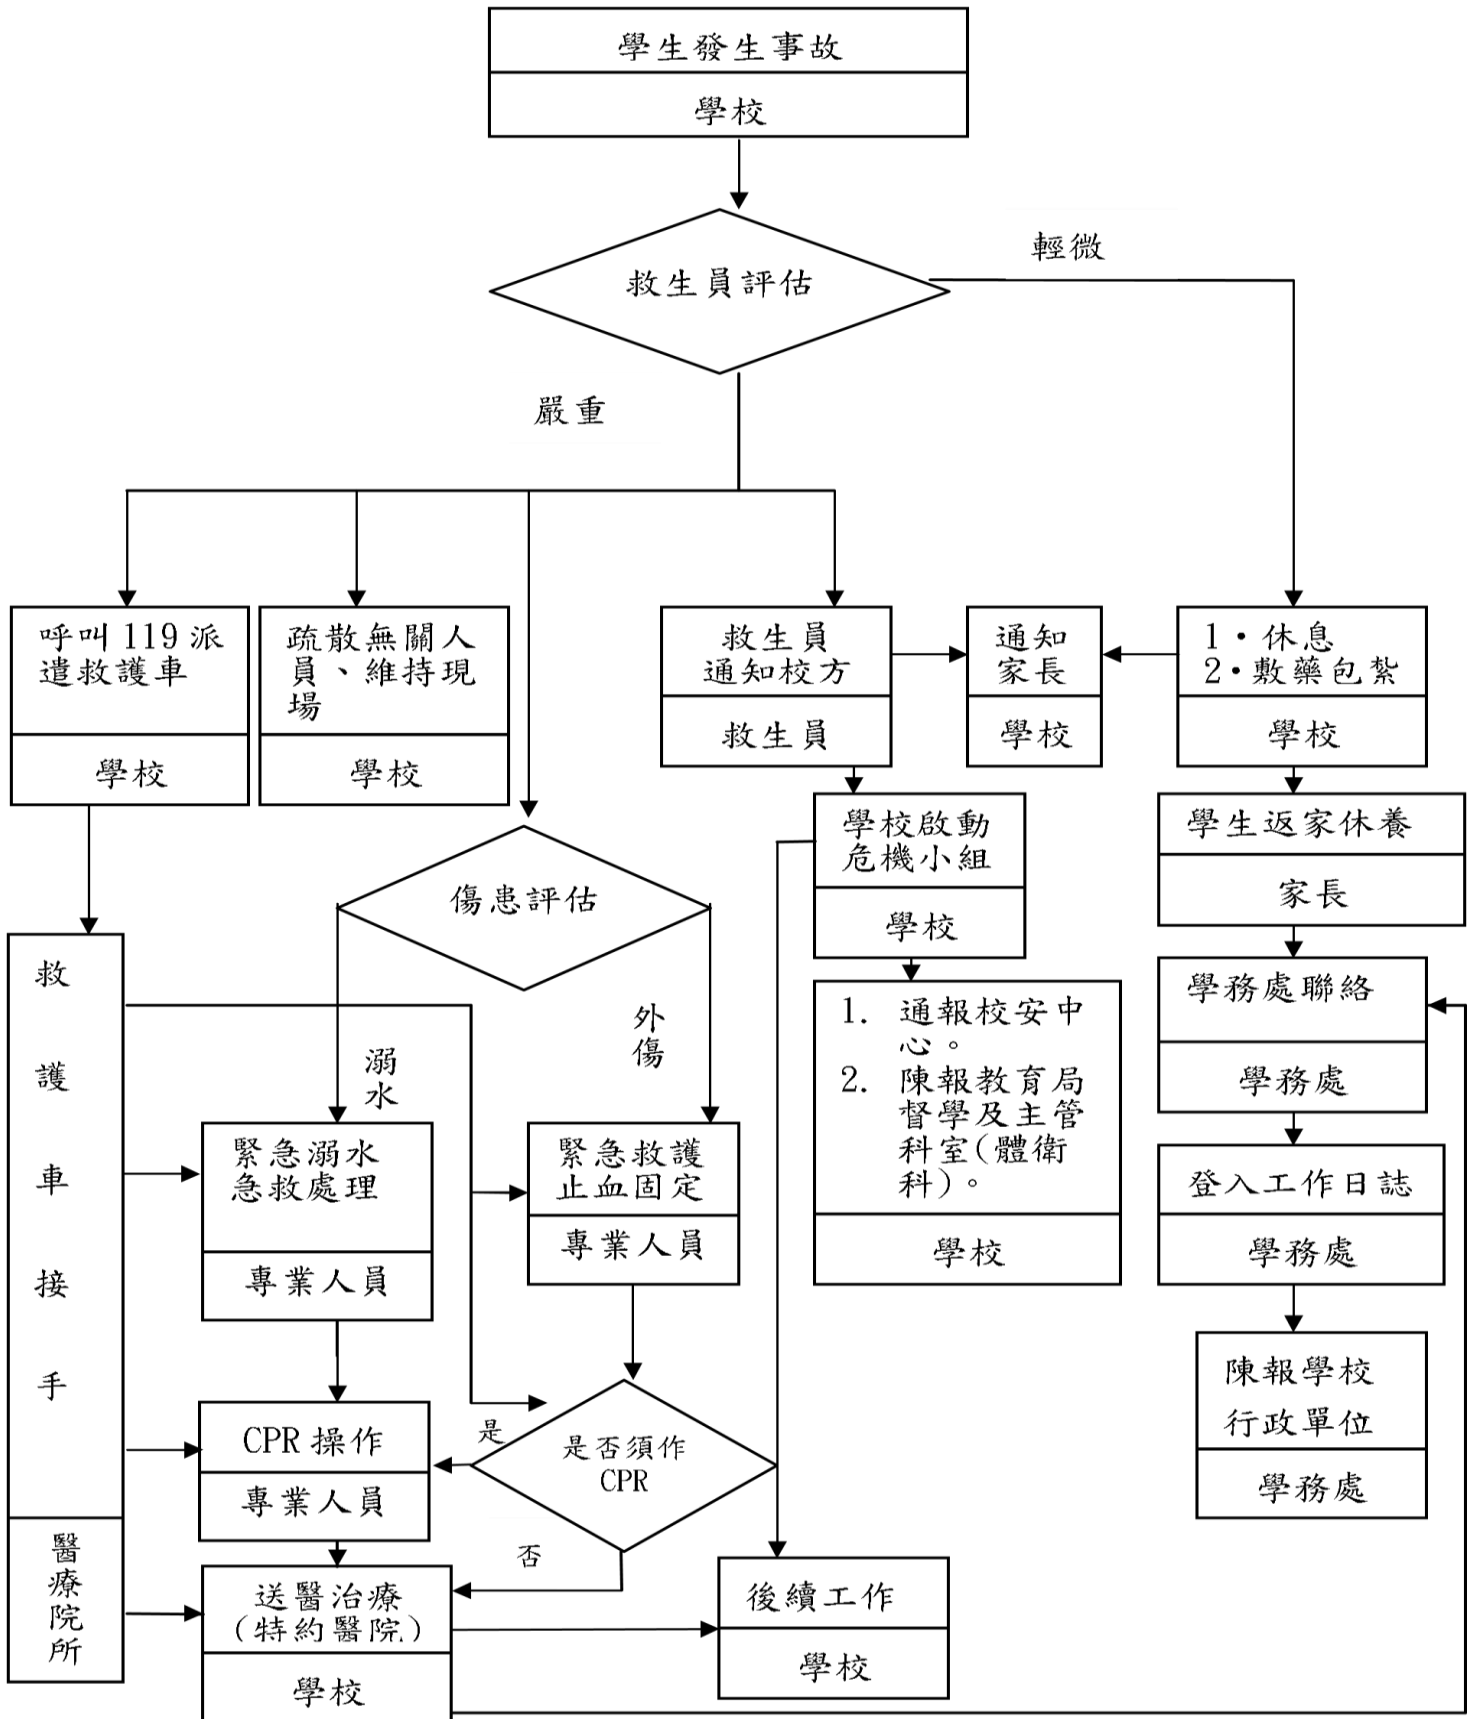 學生發生事故
學校
救生員評估
輕微
嚴重
呼叫 119 派
遣救護車
學校
疏散無關人
員、維持現
場
學校
救生員
通知校方
救生員
通知
家長
學校
1・休息
2・敷藥包紮
學校
學校啟動
危機小組
學校
學生返家休養
家長
傷患評估
溺
水
外
傷
救
護
車
接
手
醫
療
院
所
1. 通報校安中
心。
2. 陳報教育局
督學及主管
科室(體衛
科)。
學校
學務處聯絡
學務處
緊急溺水
急救處理
專業人員
緊急救護
止血固定
專業人員
登入工作日誌
學務處
陳報學校
行政單位
學務處
CPR 操作
專業人員
是
是否須作
CPR
否
送醫治療
(特約醫院)
學校
後續工作
學校